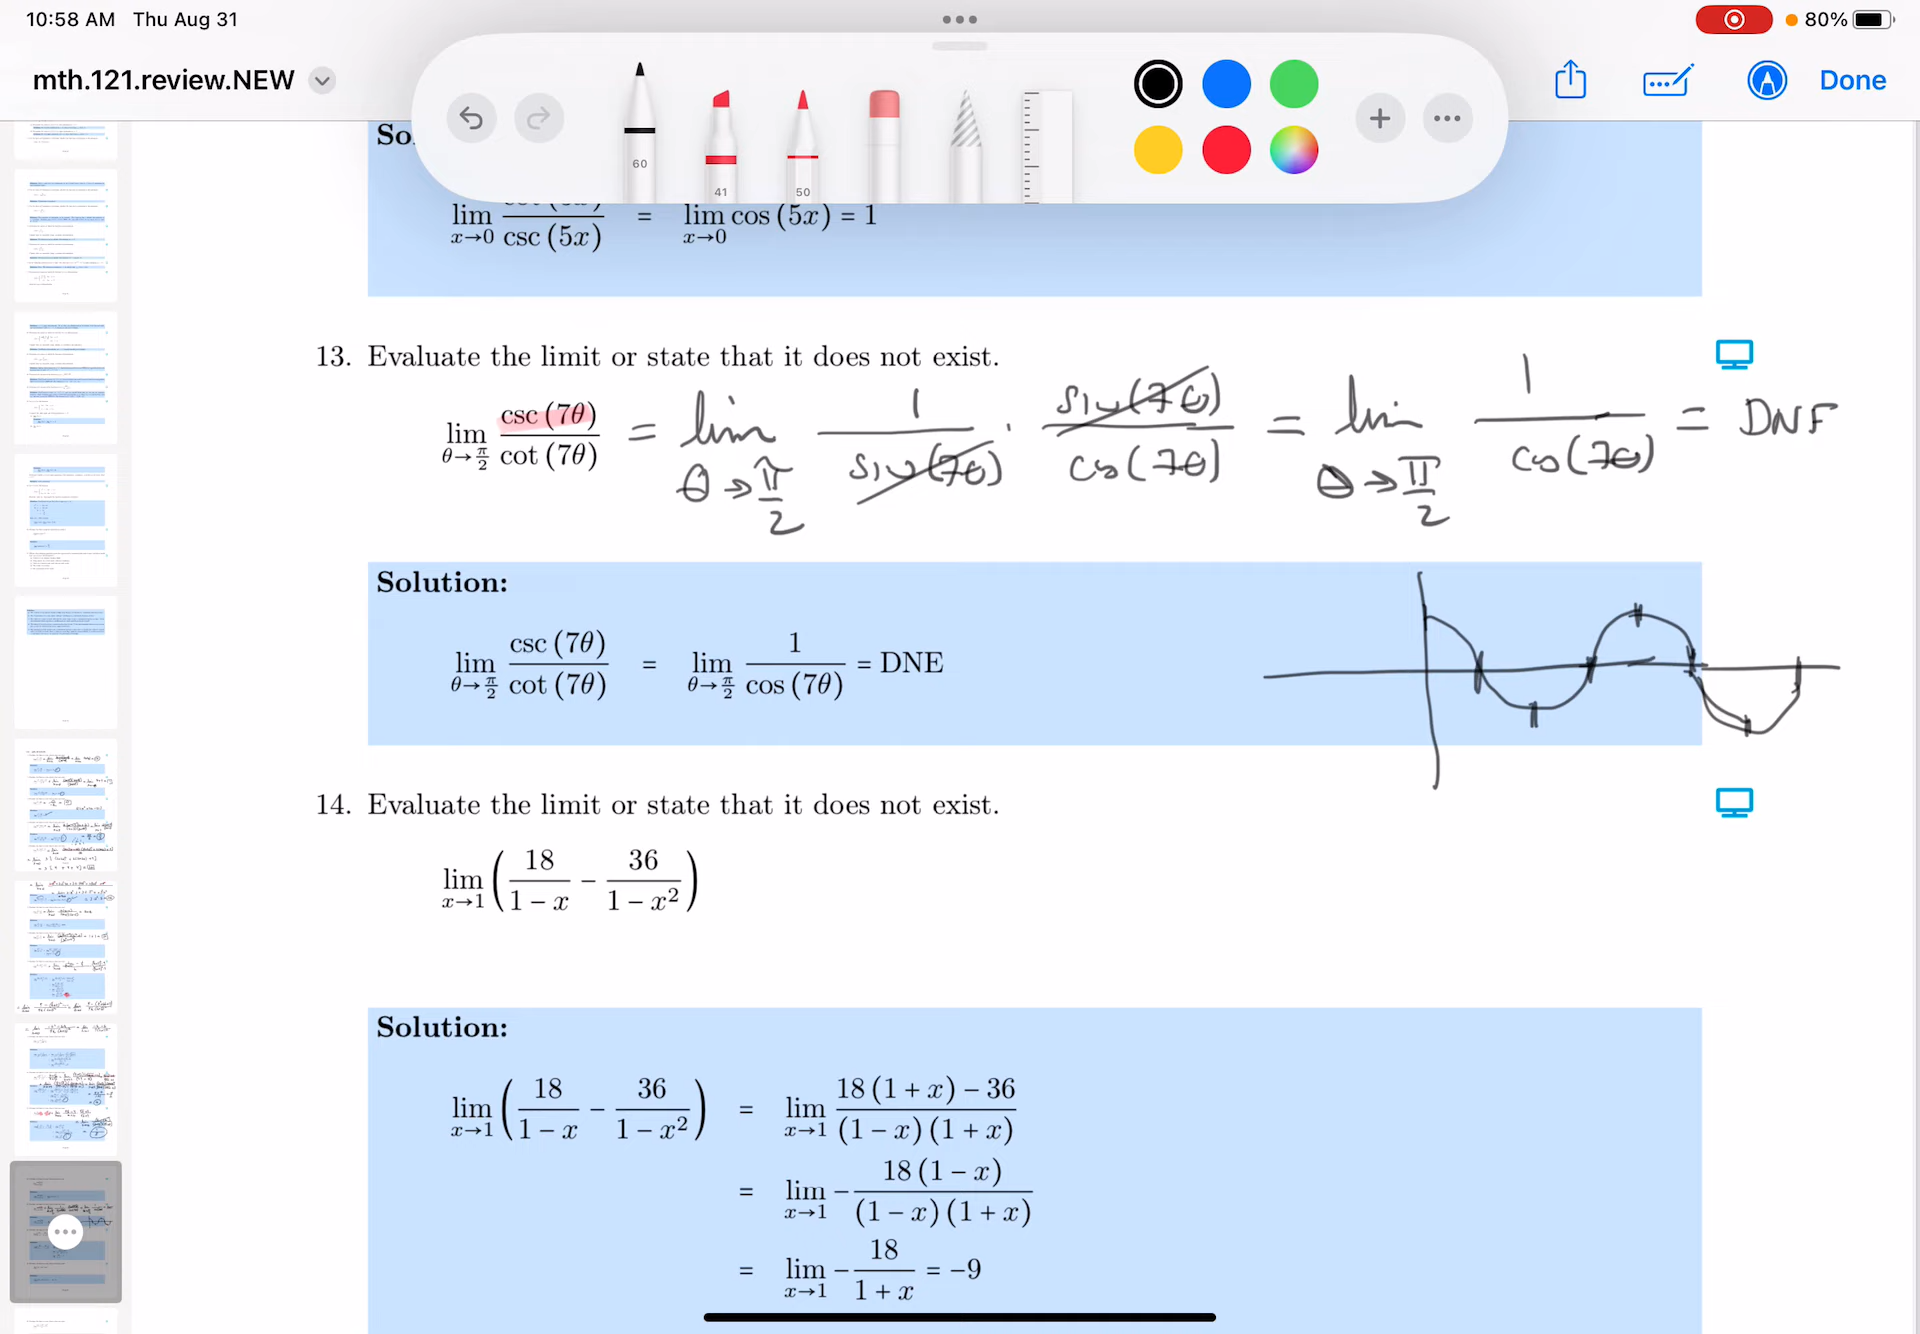 10:58 AM Thu Aug 31
80%
mth.121.review.NEW
Done
60
41
50
So
lim x→0 / csc (5x) = lim x→0 cos (5x) = 1
13. Evaluate the limit or state that it does not exist.
lim θ→π/2 csc (7θ)/cot (7θ) = lim θ→π/2 1/sin(7θ) · sin(7θ)/cos(7θ) = lim θ→π/2 1/cos(7θ) = DNE
Solution:
lim θ→π/2 csc (7θ)/cot (7θ) = lim θ→π/2 1/cos (7θ) = DNE
14. Evaluate the limit or state that it does not exist.
lim x→1 (18/(1 − x) − 36/(1 − x²))
Solution:
lim x→1 (18/(1 − x) − 36/(1 − x²)) = lim x→1 (18 (1 + x) − 36)/((1 − x) (1 + x))
= lim x→1 −(18 (1 − x))/((1 − x) (1 + x))
= lim x→1 −18/(1 + x) = −9